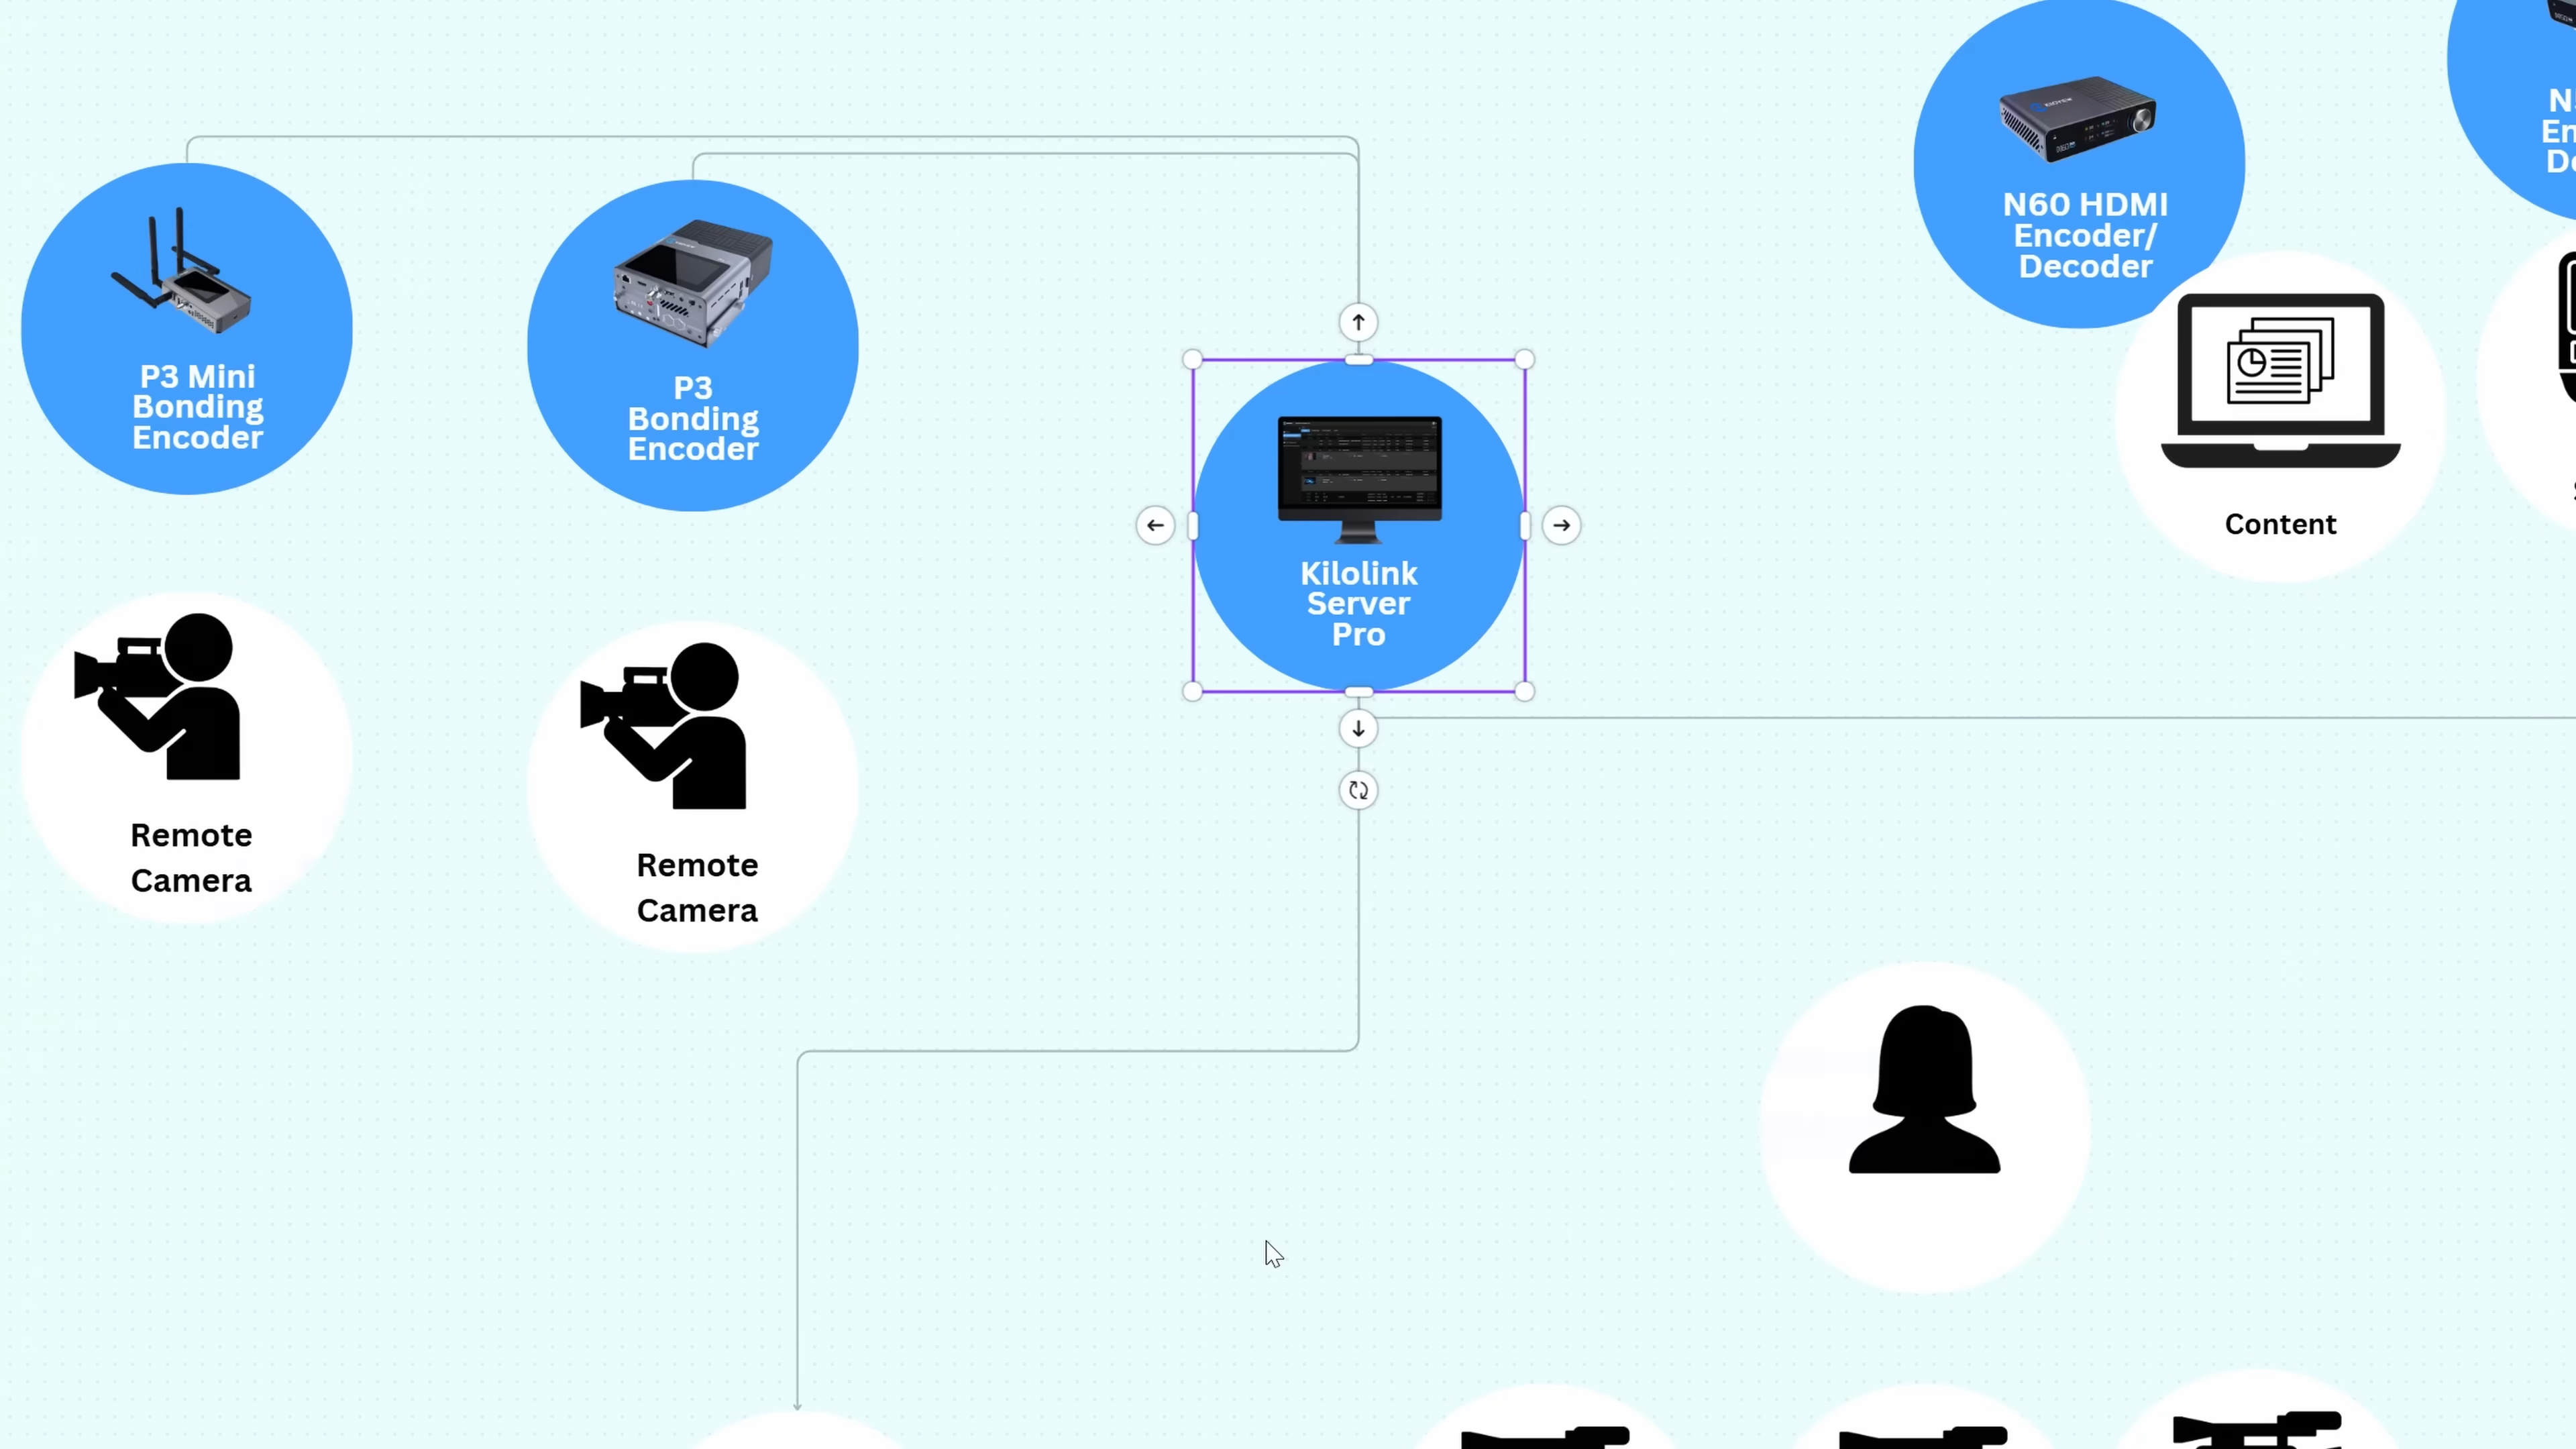 P3 Mini
Bonding
Encoder
P3
Bonding
Encoder
Kilolink
Server
Pro
N60 HDMI
Encoder/
Decoder
Content
Remote
Camera
Remote
Camera